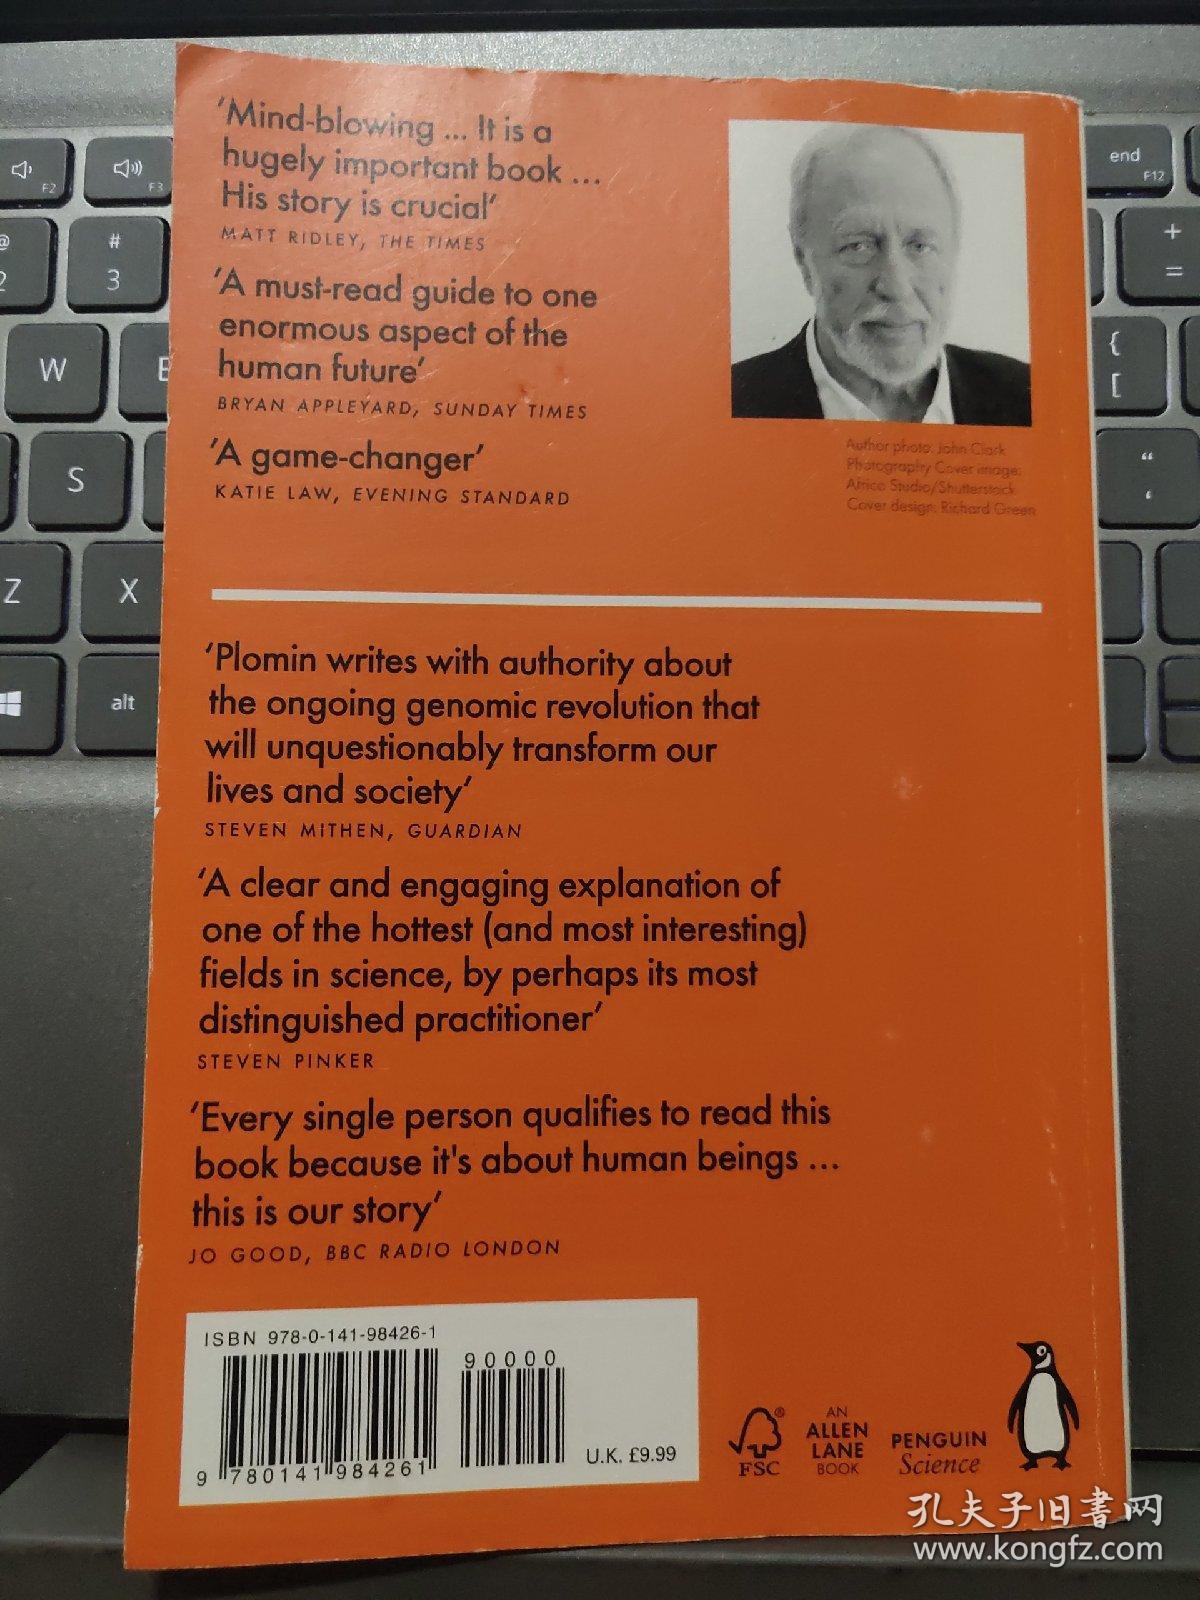 ‘Mind-blowing ... It is a
hugely important book ...
His story is crucial’
MATT RIDLEY, THE TIMES
‘A must-read guide to one
enormous aspect of the
human future’
BRYAN APPLEYARD, SUNDAY TIMES
‘A game-changer’
KATIE LAW, EVENING STANDARD
Author photo: John Clark
Photography Cover image:
Africa Studio/Shutterstock
Cover design: Richard Green
‘Plomin writes with authority about
the ongoing genomic revolution that
will unquestionably transform our
lives and society’
STEVEN MITHEN, GUARDIAN
‘A clear and engaging explanation of
one of the hottest (and most interesting)
fields in science, by perhaps its most
distinguished practitioner’
STEVEN PINKER
‘Every single person qualifies to read this
book because it's about human beings ...
this is our story’
JO GOOD, BBC RADIO LONDON
ISBN 978-0-141-98426-1
90000
9 780141 984261
U.K. £9.99
FSC
®
AN
ALLEN
LANE
BOOK
PENGUIN
Science
F2
F3
end
F12
@
2
#
3
+
=
W
E
{
[
S
“
‘
Z
X
alt
孔夫子旧书网
www.kongfz.com